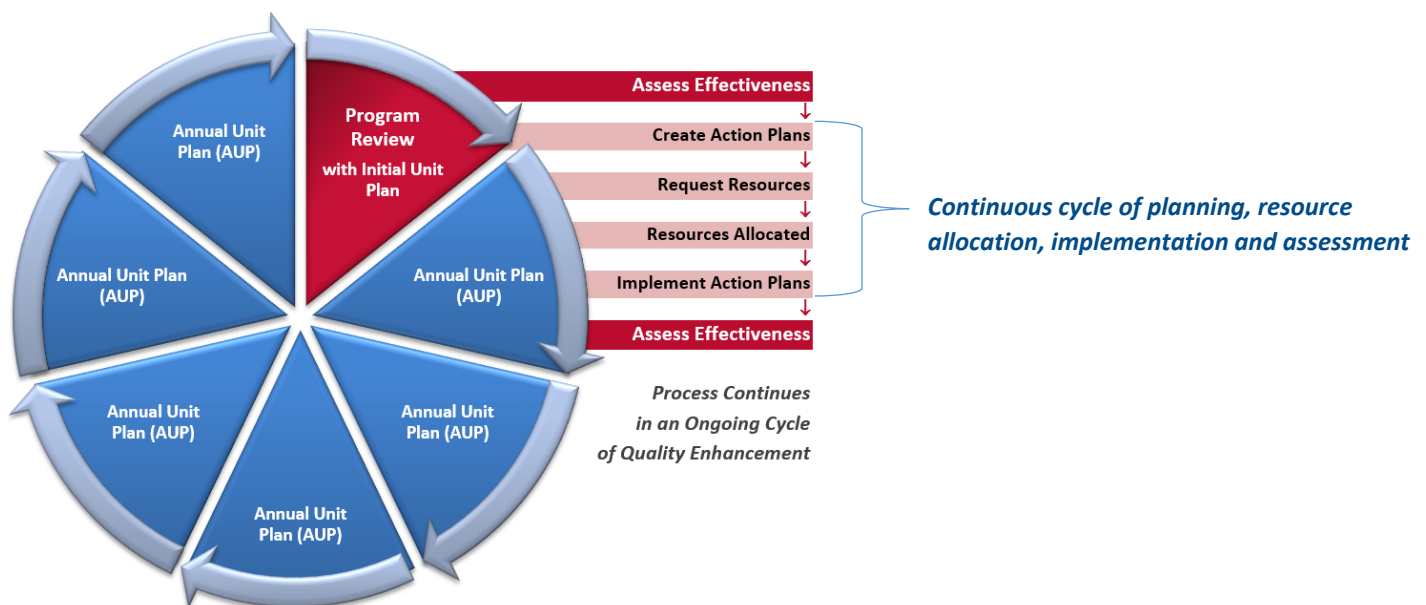 Program
Review
with Initial Unit
Plan
Annual Unit Plan
(AUP)
Annual Unit
Plan (AUP)
Annual Unit
Plan (AUP)
Annual Unit
Plan (AUP)
Annual Unit Plan
(AUP)
Annual Unit
Plan (AUP)
Assess Effectiveness
↓
Create Action Plans
↓
Request Resources
↓
Resources Allocated
↓
Implement Action Plans
↓
Assess Effectiveness
Process Continues
in an Ongoing Cycle
of Quality Enhancement
Continuous cycle of planning, resource
allocation, implementation and assessment